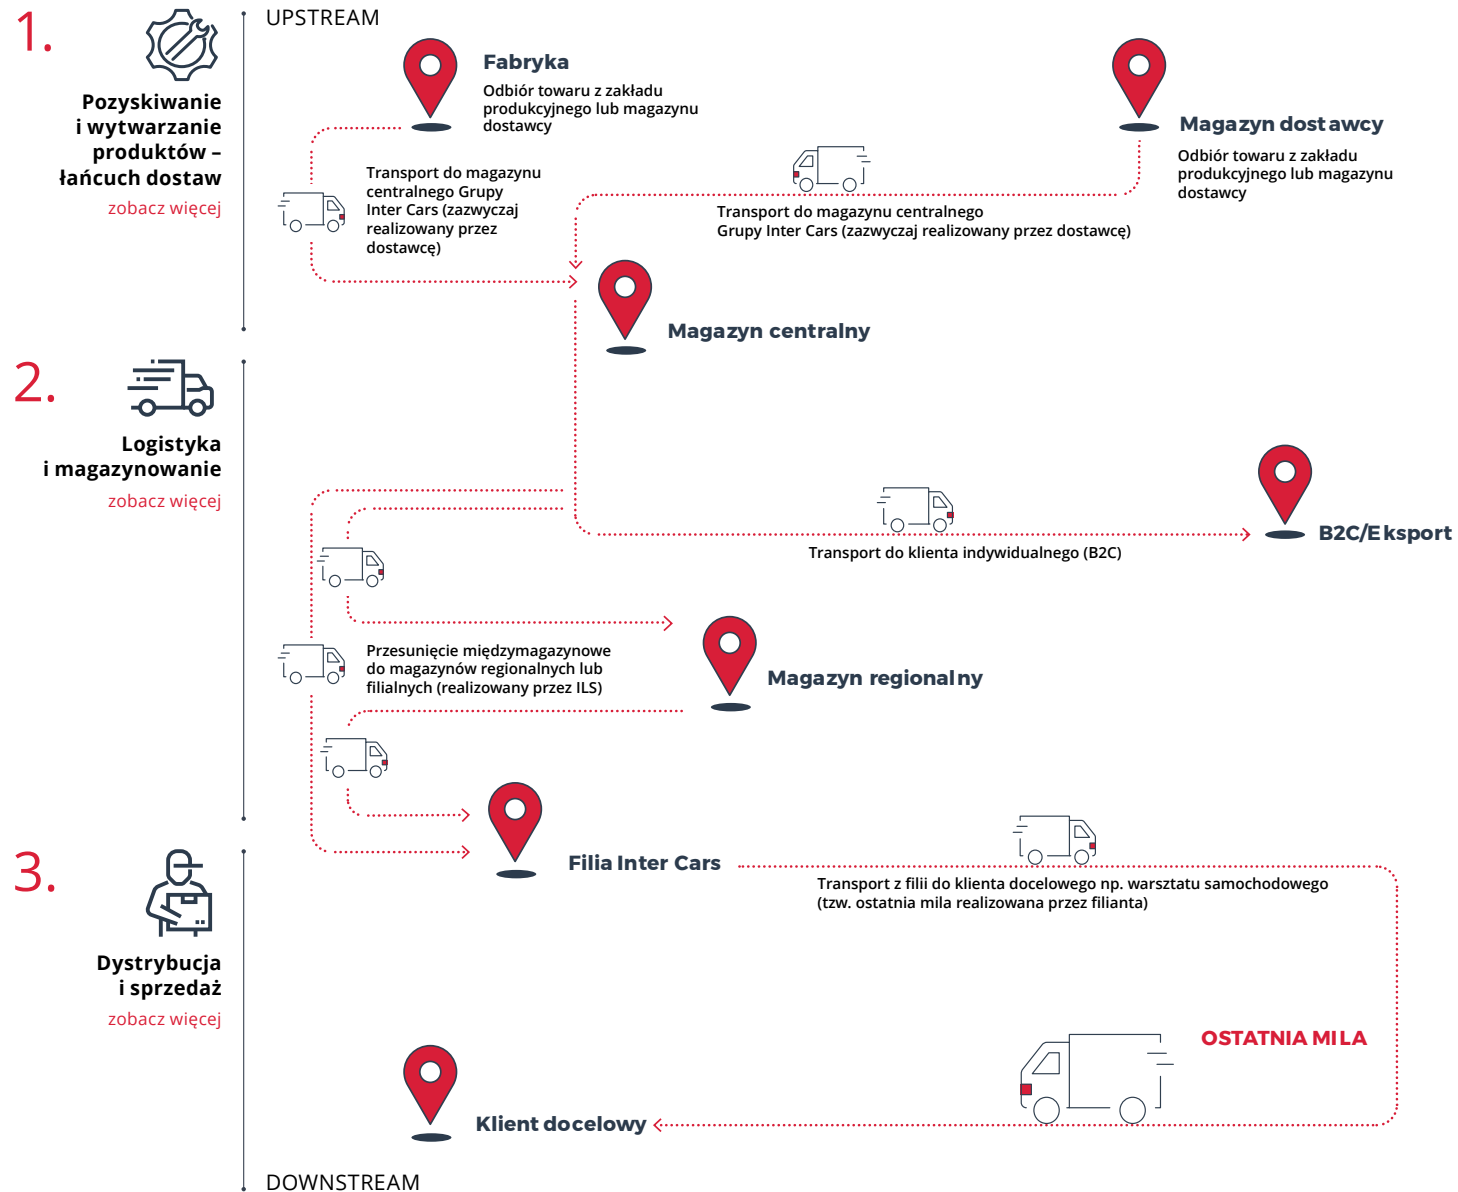 1.
Pozyskiwanie
i wytwarzanie
produktów –
łańcuch dostaw
zobacz więcej
UPSTREAM
Fabryka
Odbiór towaru z zakładu
produkcyjnego lub magazynu
dostawcy
Magazyn dostawcy
Odbiór towaru z zakładu
produkcyjnego lub magazynu
dostawcy
Transport do magazynu
centralnego Grupy
Inter Cars (zazwyczaj
realizowany przez
dostawcę)
Transport do magazynu centralnego
Grupy Inter Cars (zazwyczaj realizowany przez dostawcę)
Magazyn centralny
2.
Logistyka
i magazynowanie
zobacz więcej
B2C/Eksport
Transport do klienta indywidualnego (B2C)
Przesunięcie międzymagazynowe
do magazynów regionalnych lub
filialnych (realizowany przez ILS)
Magazyn regionalny
3.
Dystrybucja
i sprzedaż
zobacz więcej
Filia Inter Cars
Transport z filii do klienta docelowego np. warsztatu samochodowego
(tzw. ostatnia mila realizowana przez filianta)
OSTATNIA MILA
Klient docelowy
DOWNSTREAM